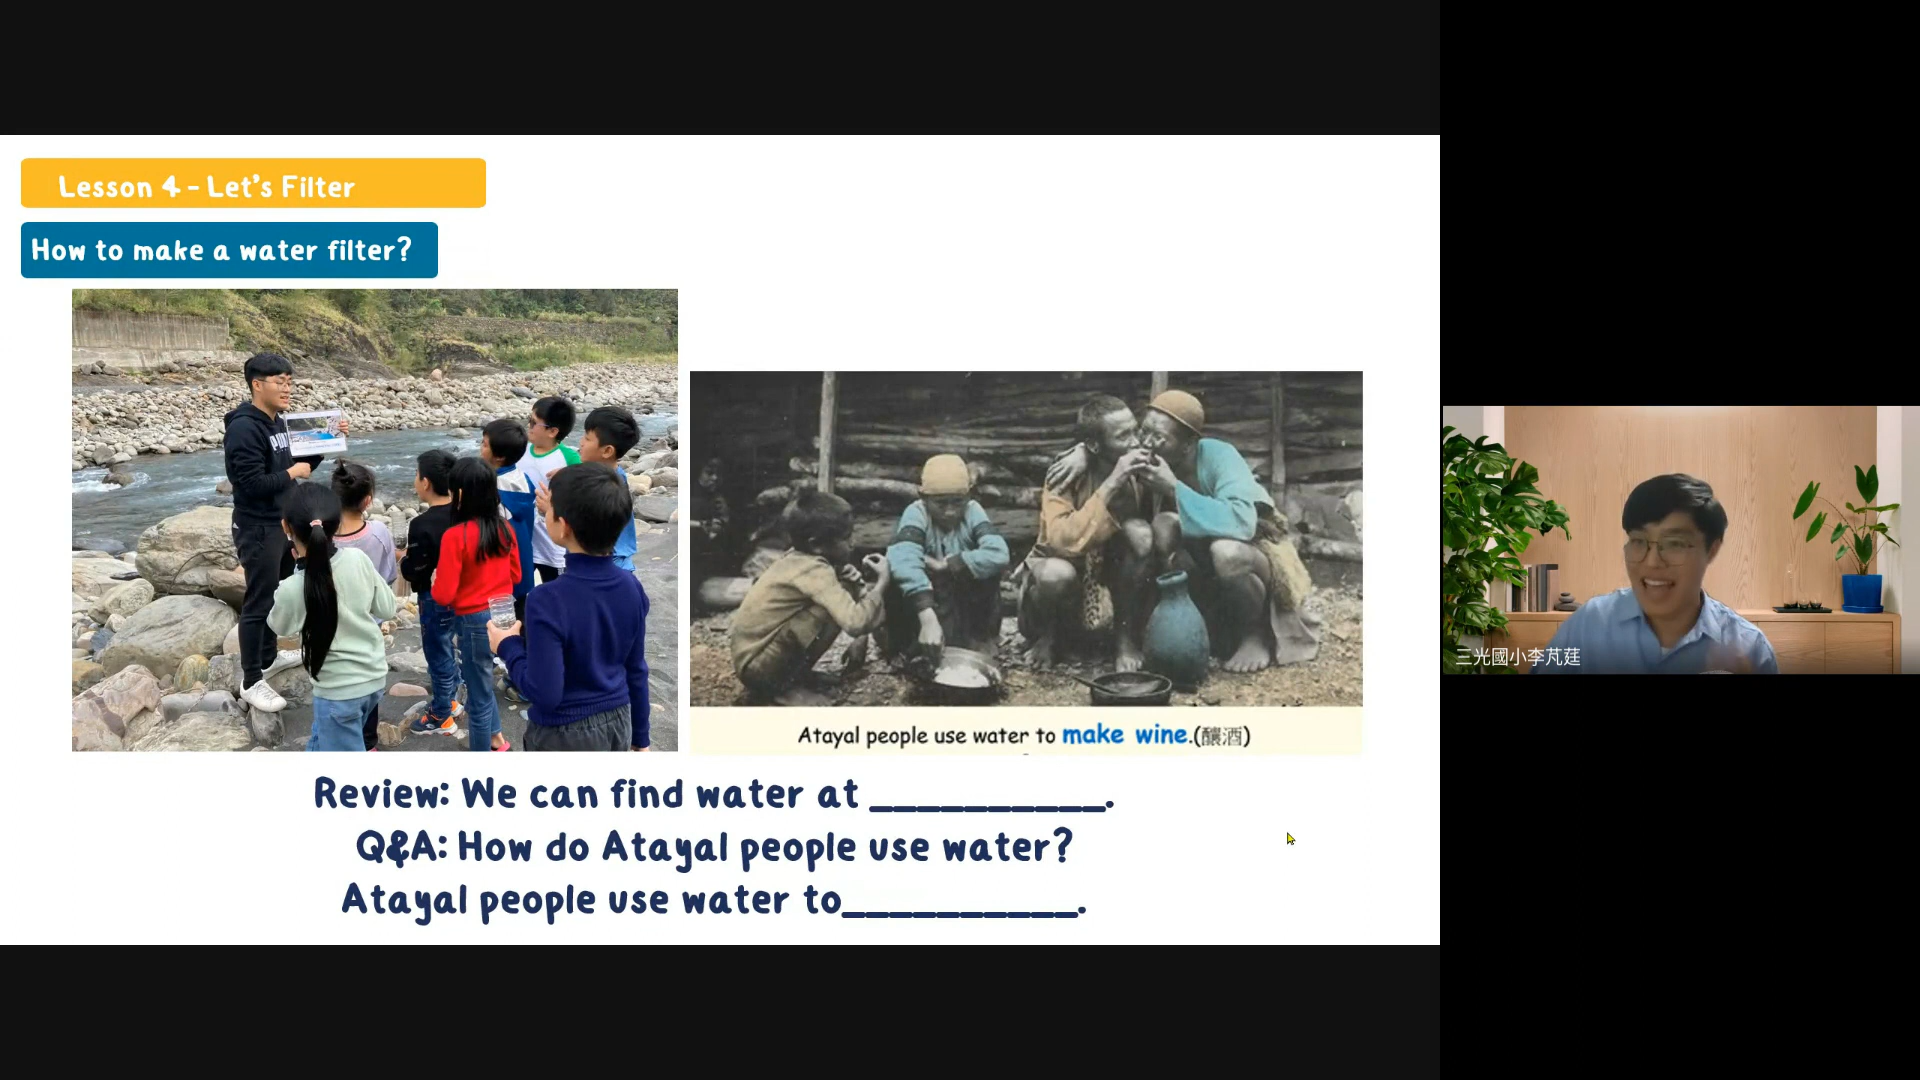 Lesson 4 - Let's Filter
How to make a water filter?
Atayal people use water to make wine.(釀酒)
Review: We can find water at __________.
Q&A: How do Atayal people use water?
Atayal people use water to__________.
三光國小李芃莛